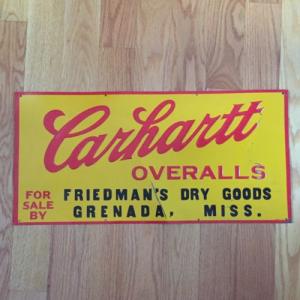 Carhartt
OVERALLS
FOR SALE BY
FRIEDMAN'S DRY GOODS
GRENADA, MISS.